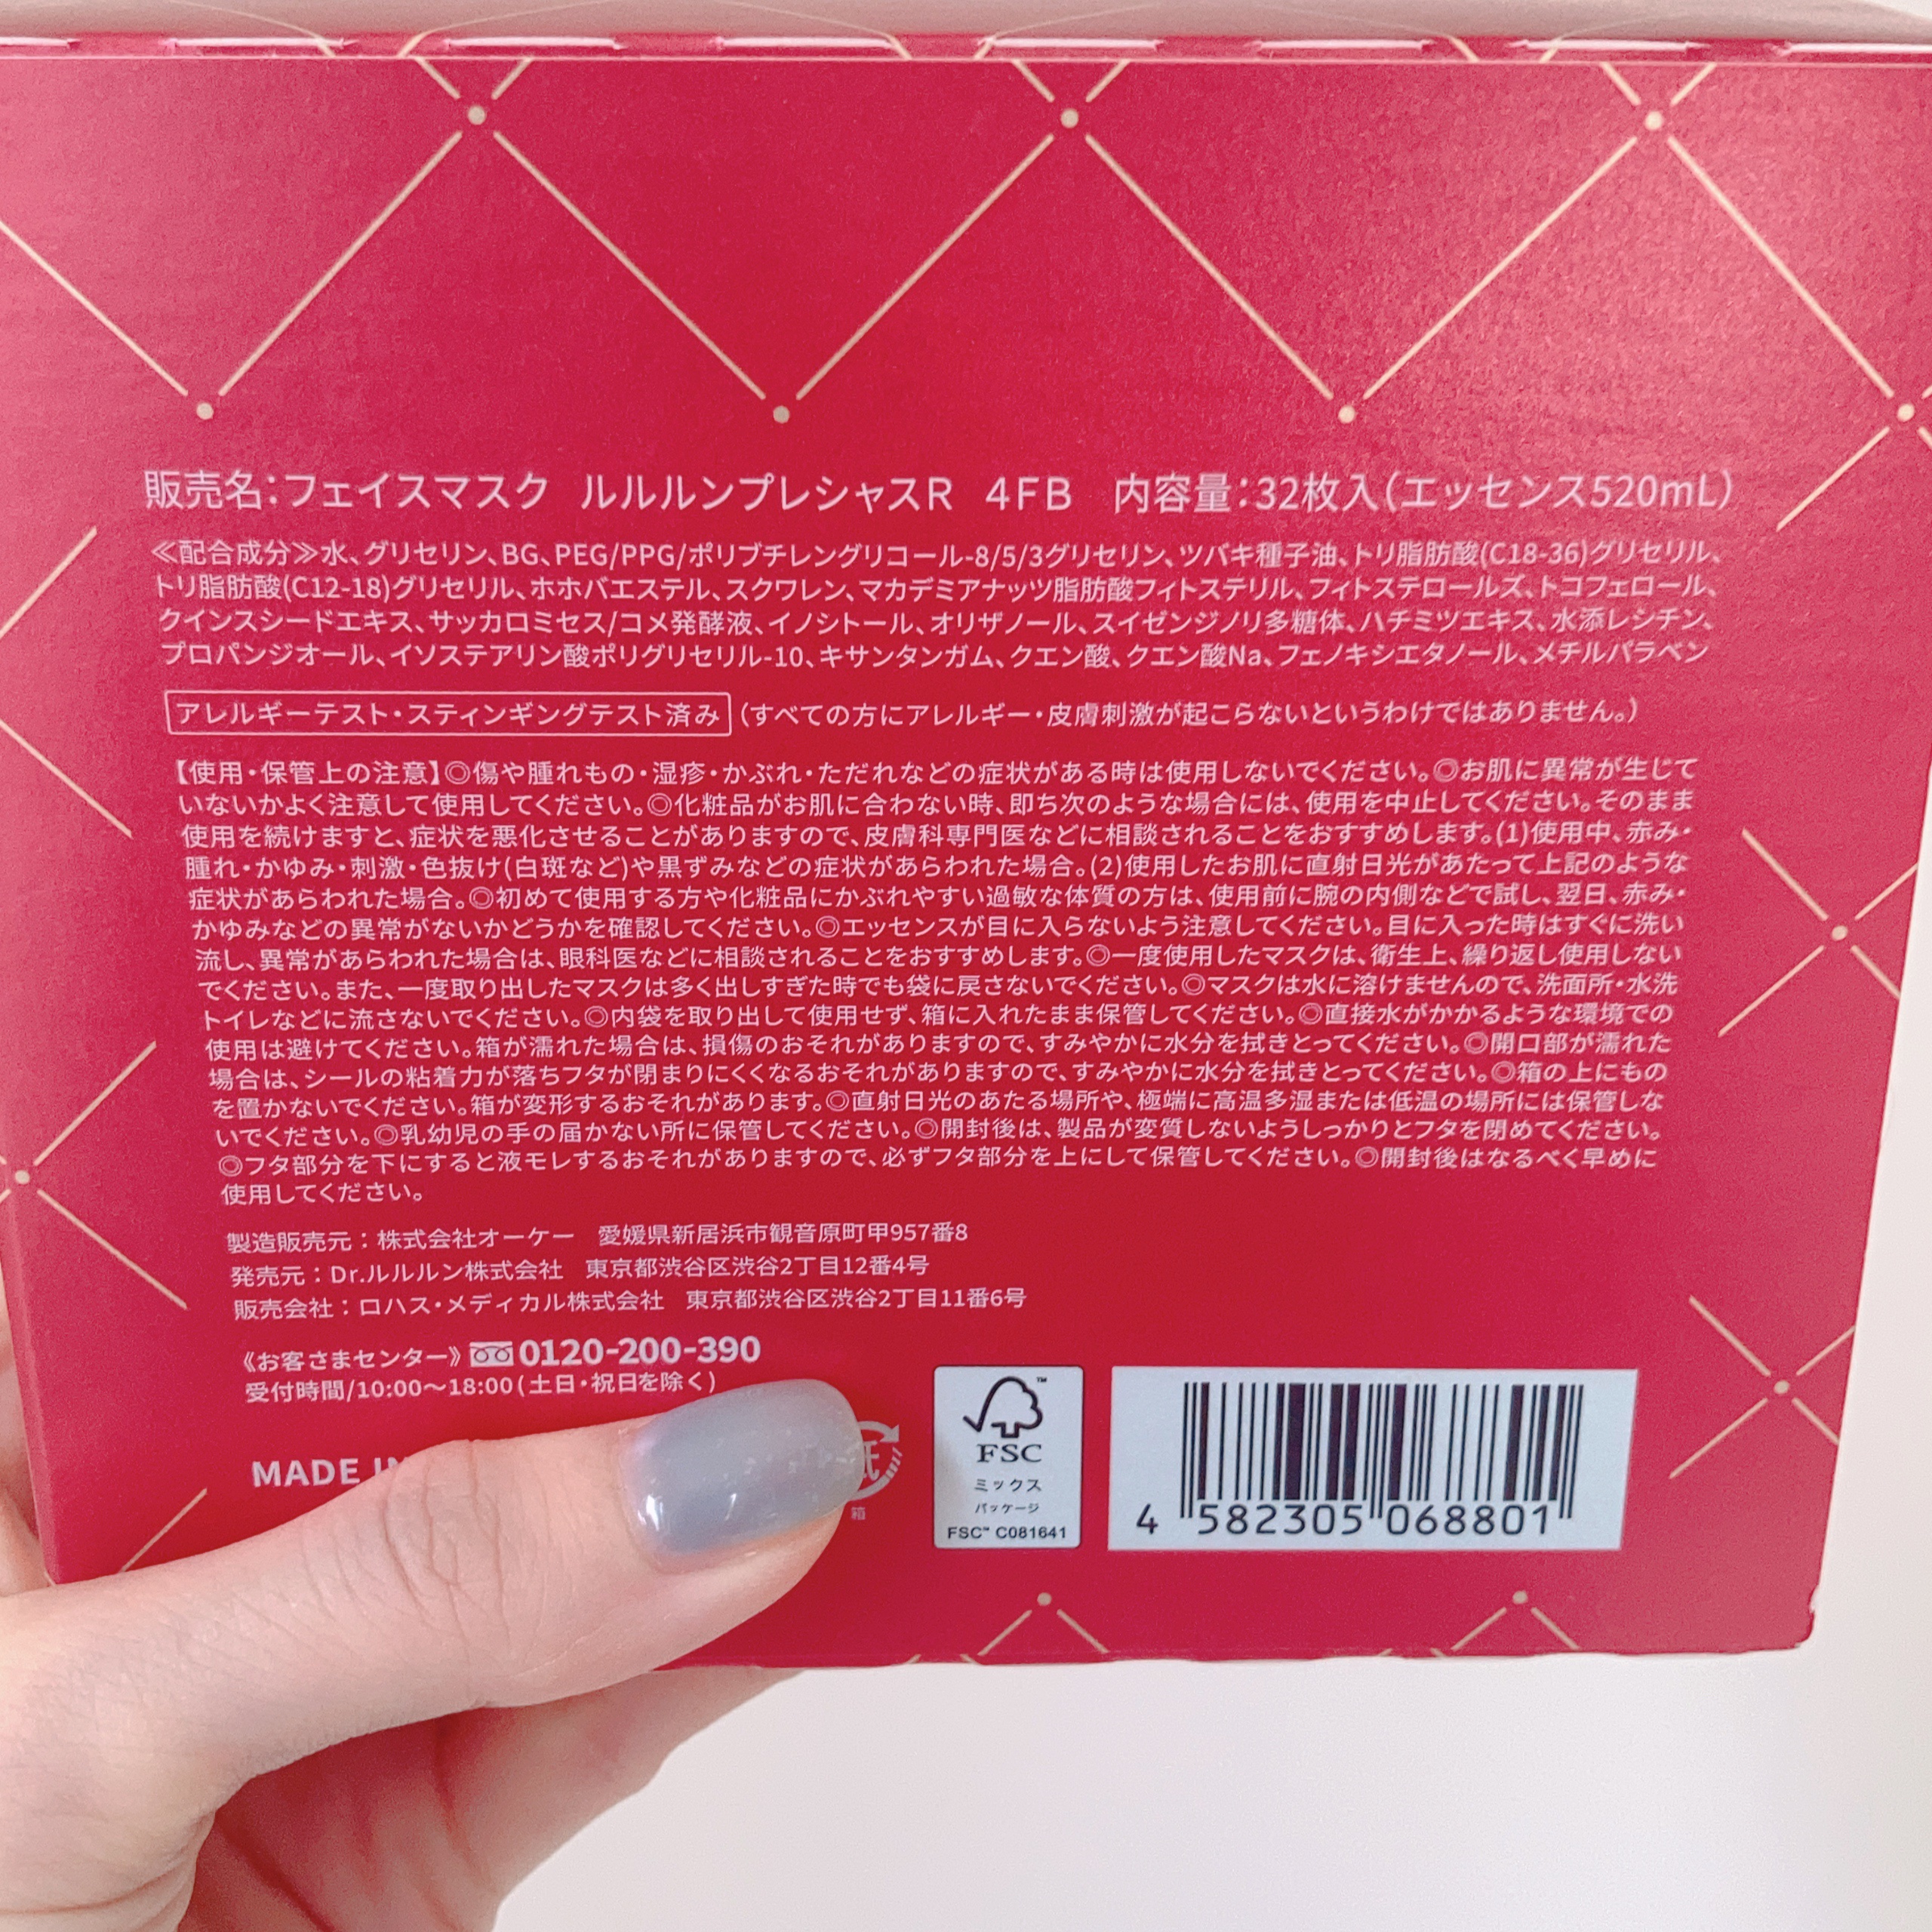 販売名：フェイスマスク ルルルンプレシャスR 4FB 内容量：32枚入（エッセンス520mL）
≪配合成分≫水、グリセリン、BG、PEG/PPG/ポリブチレングリコール-8/5/3グリセリン、ツバキ種子油、トリ脂肪酸(C18-36)グリセリル、
トリ脂肪酸(C12-18)グリセリル、ホホバエステル、スクワレン、マカデミアナッツ脂肪酸フィトステリル、フィトステロールズ、トコフェロール、
クインスシードエキス、サッカロミセス/コメ発酵液、イノシトール、オリザノール、スイゼンジノリ多糖体、ハチミツエキス、水添レシチン、
プロパンジオール、イソステアリン酸ポリグリセリル-10、キサンタンガム、クエン酸、クエン酸Na、フェノキシエタノール、メチルパラベン
アレルギーテスト・スティンギングテスト済み（すべての方にアレルギー・皮膚刺激が起こらないというわけではありません。）
【使用・保管上の注意】◎傷や腫れもの・湿疹・かぶれ・ただれなどの症状がある時は使用しないでください。◎お肌に異常が生じて
いないかよく注意して使用してください。◎化粧品がお肌に合わない時、即ち次のような場合には、使用を中止してください。そのまま
使用を続けますと、症状を悪化させることがありますので、皮膚科専門医などに相談されることをおすすめします。(1)使用中、赤み・
腫れ・かゆみ・刺激・色抜け(白斑など)や黒ずみなどの症状があらわれた場合。(2)使用したお肌に直射日光があたって上記のような
症状があらわれた場合。◎初めて使用する方や化粧品にかぶれやすい過敏な体質の方は、使用前に腕の内側などで試し、翌日、赤み・
かゆみなどの異常がないかどうかを確認してください。◎エッセンスが目に入らないよう注意してください。目に入った時はすぐに洗い
流し、異常があらわれた場合は、眼科医などに相談されることをおすすめします。◎一度使用したマスクは、衛生上、繰り返し使用しない
でください。また、一度取り出したマスクは多く出しすぎた時でも袋に戻さないでください。◎マスクは水に溶けませんので、洗面所・水洗
トイレなどに流さないでください。◎内袋を取り出して使用せず、箱に入れたまま保管してください。◎直接水がかかるような環境での
使用は避けてください。箱が濡れた場合は、損傷のおそれがありますので、すみやかに水分を拭きとってください。◎開口部が濡れた
場合は、シールの粘着力が落ちフタが閉まりにくくなるおそれがありますので、すみやかに水分を拭きとってください。◎箱の上にもの
を置かないでください。箱が変形するおそれがあります。◎直射日光のあたる場所や、極端に高温多湿または低温の場所には保管しな
いでください。◎乳幼児の手の届かない所に保管してください。◎開封後は、製品が変質しないようしっかりとフタを閉めてください。
◎フタ部分を下にすると液モレするおそれがありますので、必ずフタ部分を上にして保管してください。◎開封後はなるべく早めに
使用してください。
製造販売元：株式会社オーケー 愛媛県新居浜市観音原町甲957番8
発売元：Dr.ルルルン株式会社 東京都渋谷区渋谷2丁目12番4号
販売会社：ロハス・メディカル株式会社 東京都渋谷区渋谷2丁目11番6号
《お客さまセンター》0120-200-390
受付時間/10:00～18:00(土日・祝日を除く)
MADE
箱
FSC™
ミックス
パッケージ
FSC™ C081641
4 582305 068801